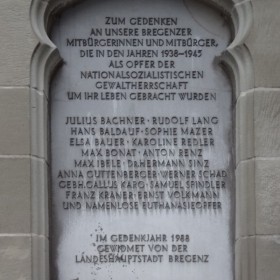 ZUM GEDENKEN
AN UNSERE BREGENZER
MITBÜRGERINNEN UND MITBÜRGER,
DIE IN DEN JAHREN 1938–1945
ALS OPFER DER
NATIONALSOZIALISTISCHEN
GEWALTHERRSCHAFT
UM IHR LEBEN GEBRACHT WURDEN
JULIUS BACHNER · RUDOLF LANG
HANS BALDAUF · SOPHIE MAZER
ELSA BAUER · KAROLINE REDLER
MAX BONAT · ANTON RENZ
MAX IBELE · DR. HERMANN SINZ
ANNA GUTTENBERGER · WERNER SCHAD
GEBH. GALLUS KARG · SAMUEL SPINDLER
FRANZ KRANER · ERNST VOLKMANN
UND NAMENLOSE EUTHANASIEOPFER
IM GEDENKJAHR 1988
GEWIDMET VON DER
LANDESHAUPTSTADT BREGENZ